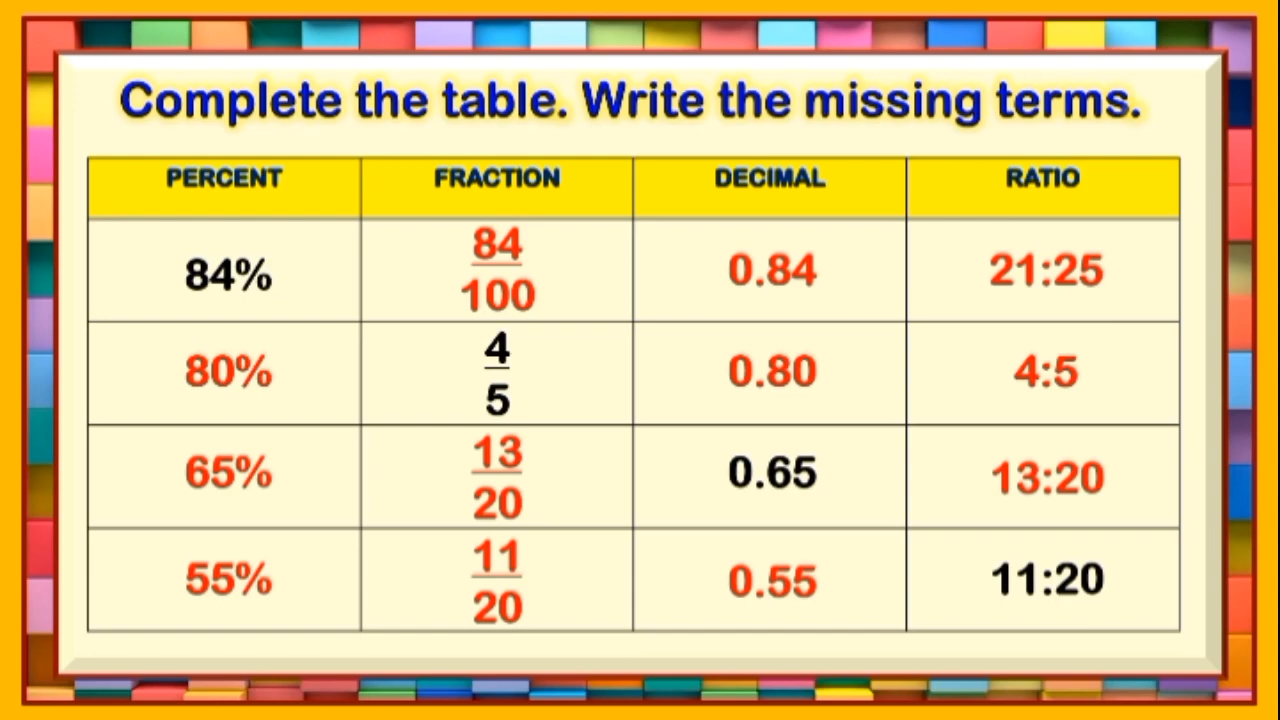 Complete the table. Write the missing terms.
PERCENT FRACTION DECIMAL RATIO
84% 84/100 0.84 21:25
80% 4/5 0.80 4:5
65% 13/20 0.65 13:20
55% 11/20 0.55 11:20